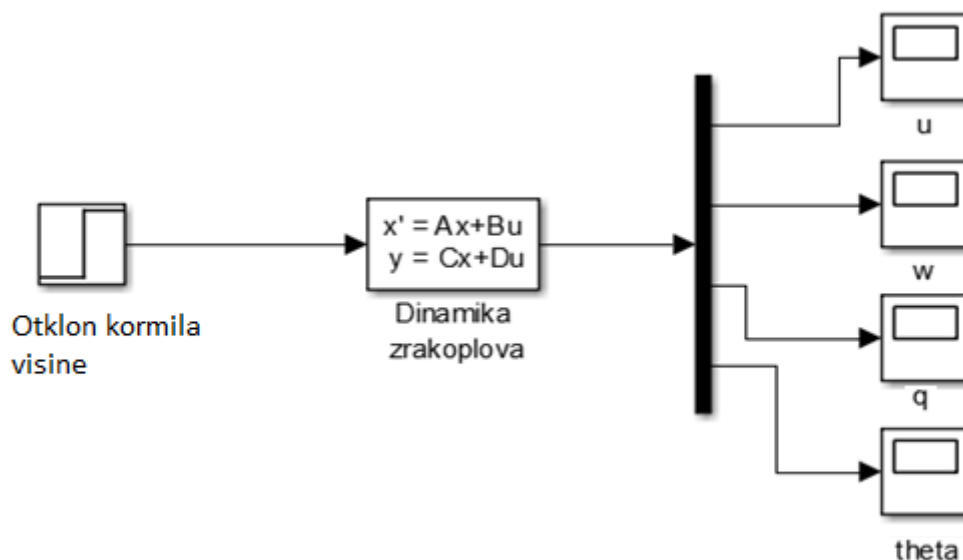 Otklon kormila
visine
x' = Ax+Bu
y = Cx+Du
Dinamika
zrakoplova
u
w
q
theta